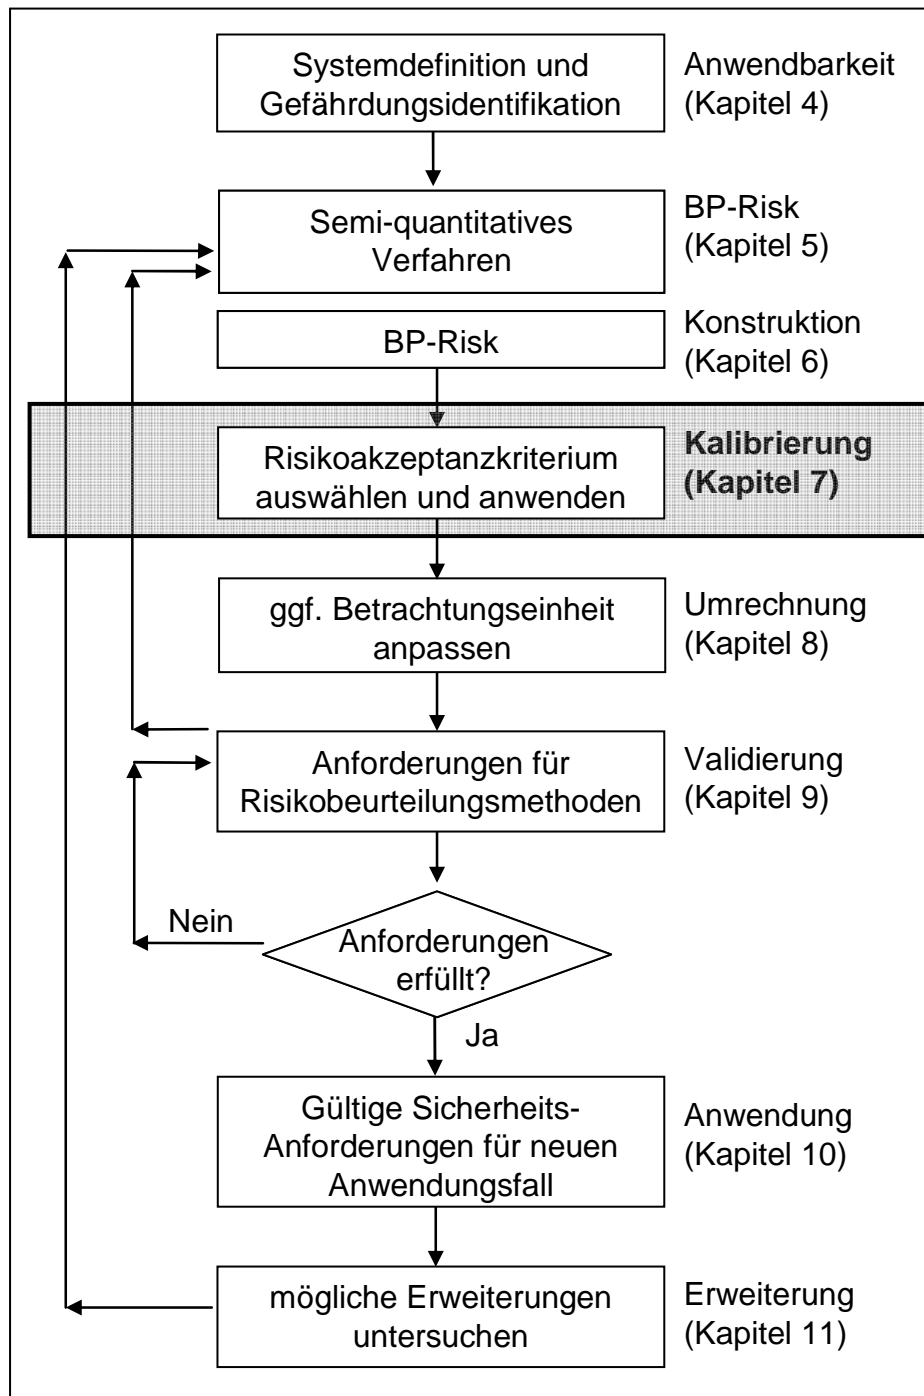 Systemdefinition und
Gefährdungsidentifikation
Anwendbarkeit
(Kapitel 4)
Semi-quantitatives
Verfahren
BP-Risk
(Kapitel 5)
BP-Risk
Konstruktion
(Kapitel 6)
Risikoakzeptanzkriterium
auswählen und anwenden
Kalibrierung
(Kapitel 7)
ggf. Betrachtungseinheit
anpassen
Umrechnung
(Kapitel 8)
Anforderungen für
Risikobeurteilungsmethoden
Validierung
(Kapitel 9)
Nein
Anforderungen
erfüllt?
Ja
Gültige Sicherheits-
Anforderungen für neuen
Anwendungsfall
Anwendung
(Kapitel 10)
mögliche Erweiterungen
untersuchen
Erweiterung
(Kapitel 11)